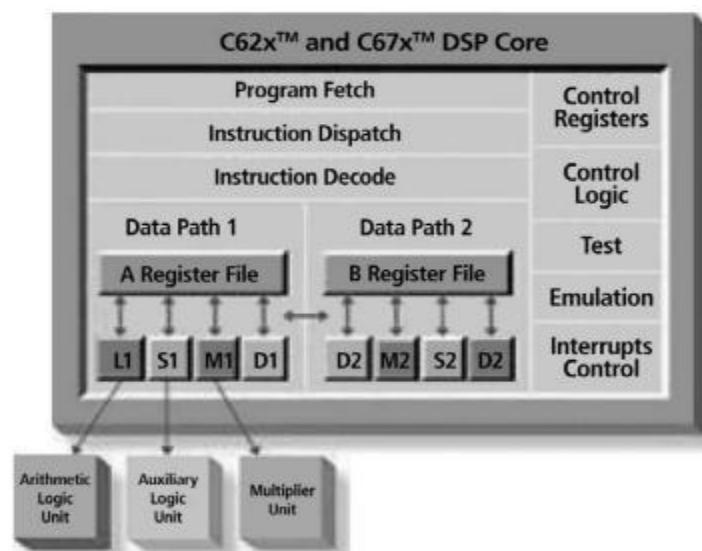 C62x™ and C67x™ DSP Core
Program Fetch
Instruction Dispatch
Instruction Decode
Data Path 1
Data Path 2
A Register File
B Register File
L1 S1 M1 D1
D2 M2 S2 D2
Control
Registers
Control
Logic
Test
Emulation
Interrupts
Control
Arithmetic
Logic
Unit
Auxiliary
Logic
Unit
Multiplier
Unit